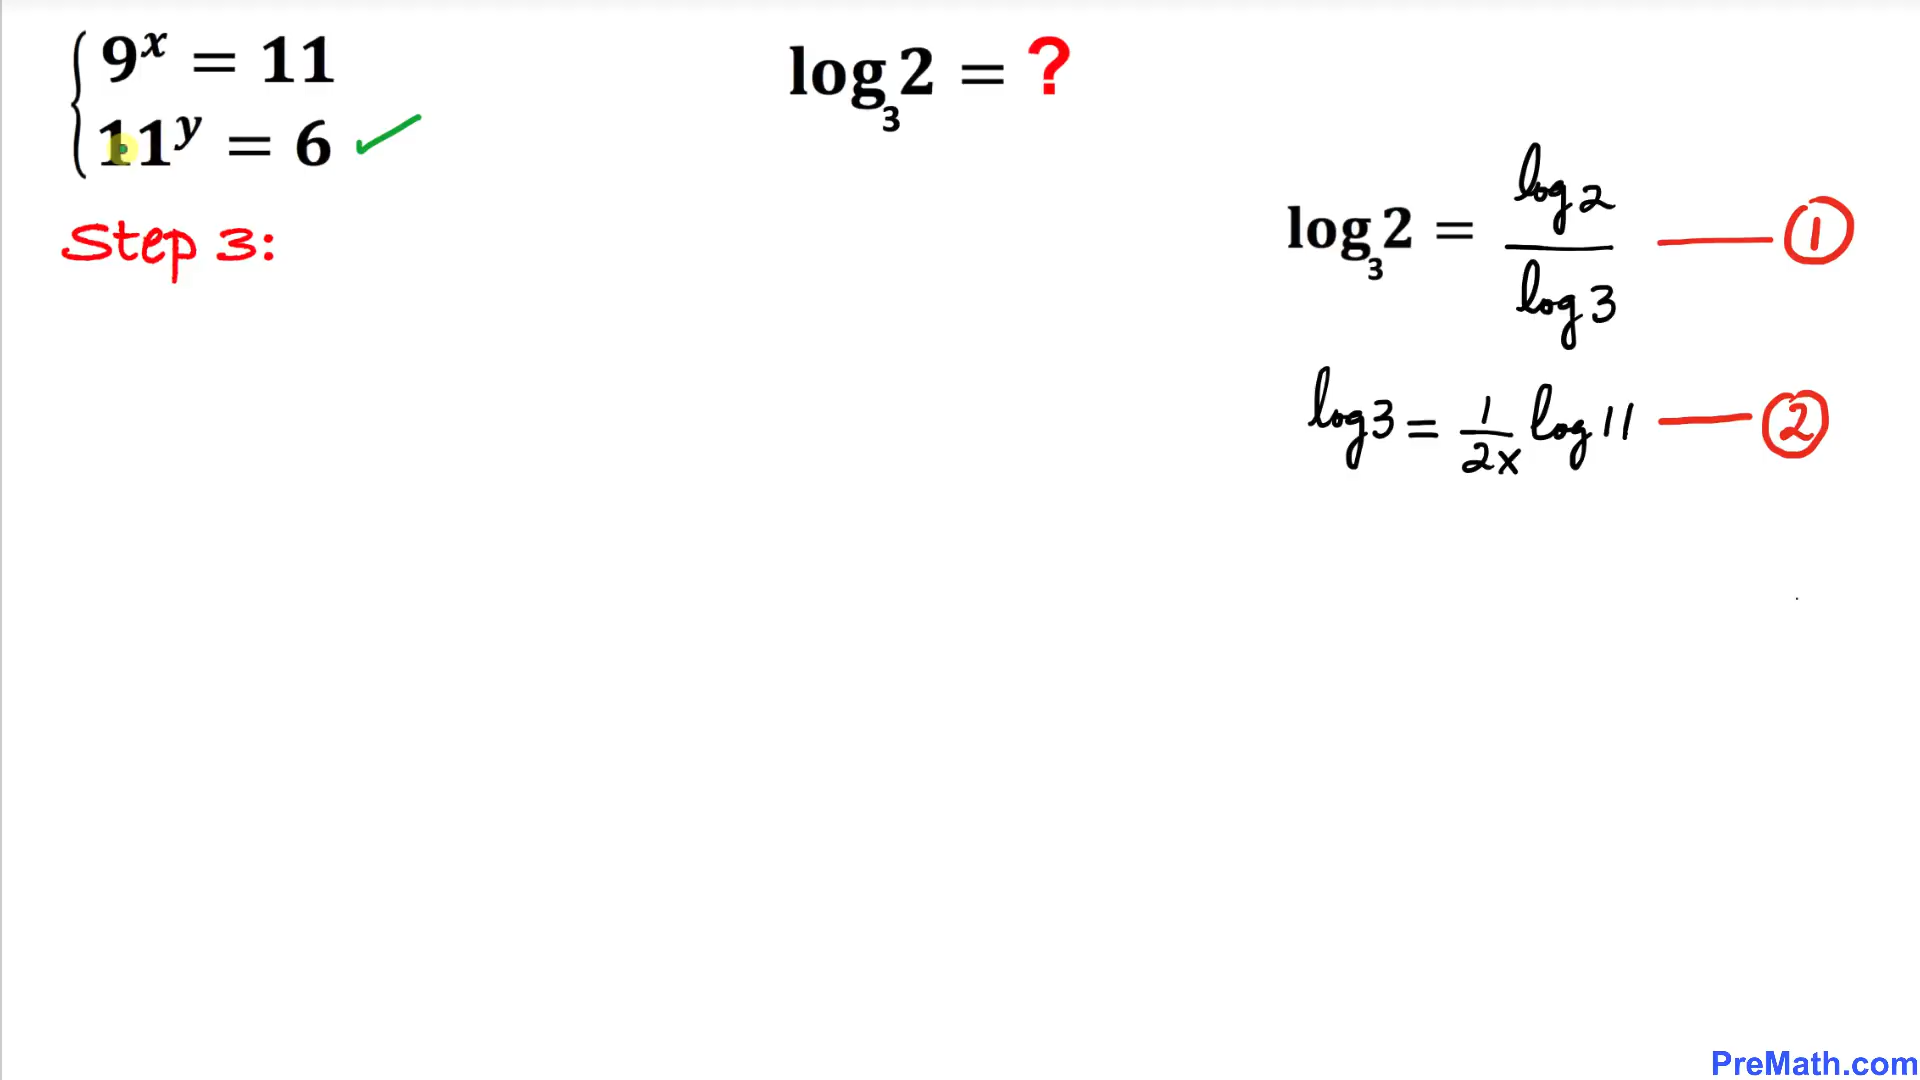 9^x = 11
11^y = 6 ✓
log_3 2 = ?
Step 3:
log_3 2 = log 2 / log 3 — ①
log 3 = 1/2x log 11 — ②
PreMath.com